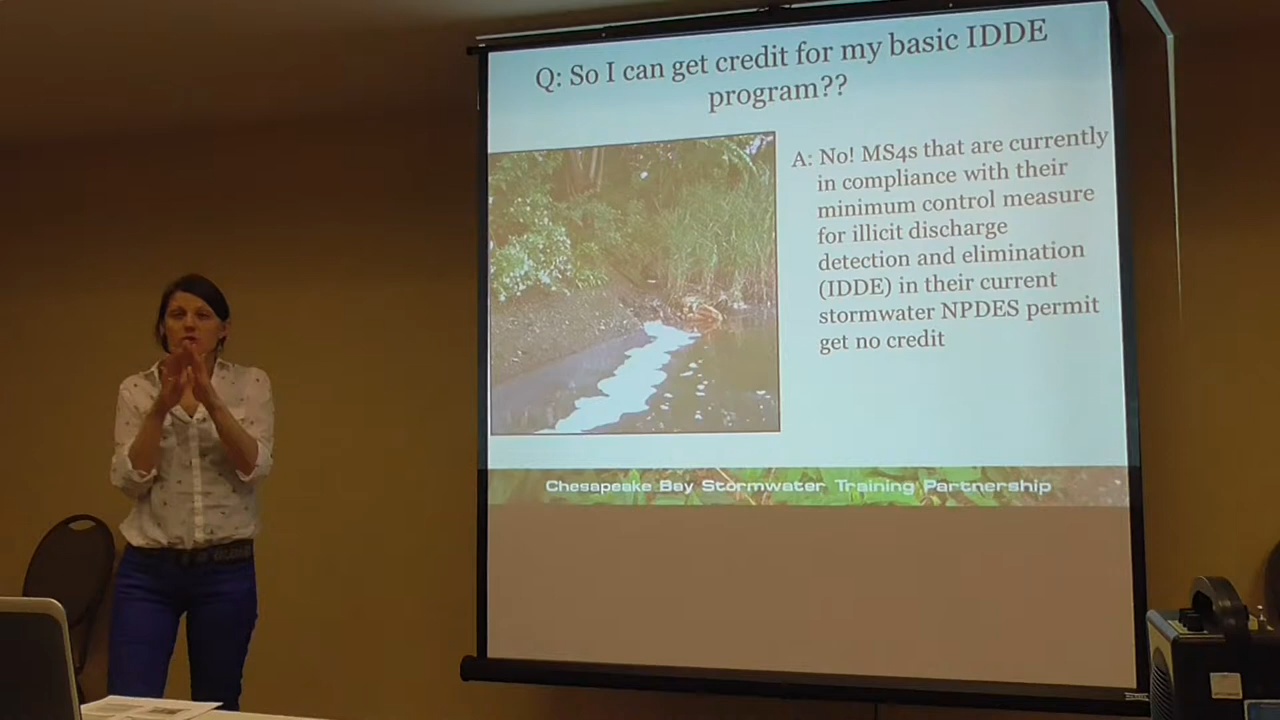 Q: So I can get credit for my basic IDDE
program??
A: No! MS4s that are currently
in compliance with their
minimum control measure
for illicit discharge
detection and elimination
(IDDE) in their current
stormwater NPDES permit
get no credit
Chesapeake Bay Stormwater Training Partnership